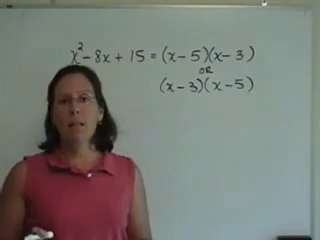 x² - 8x + 15 = (x - 5)(x - 3)
OR
(x - 3)(x - 5)